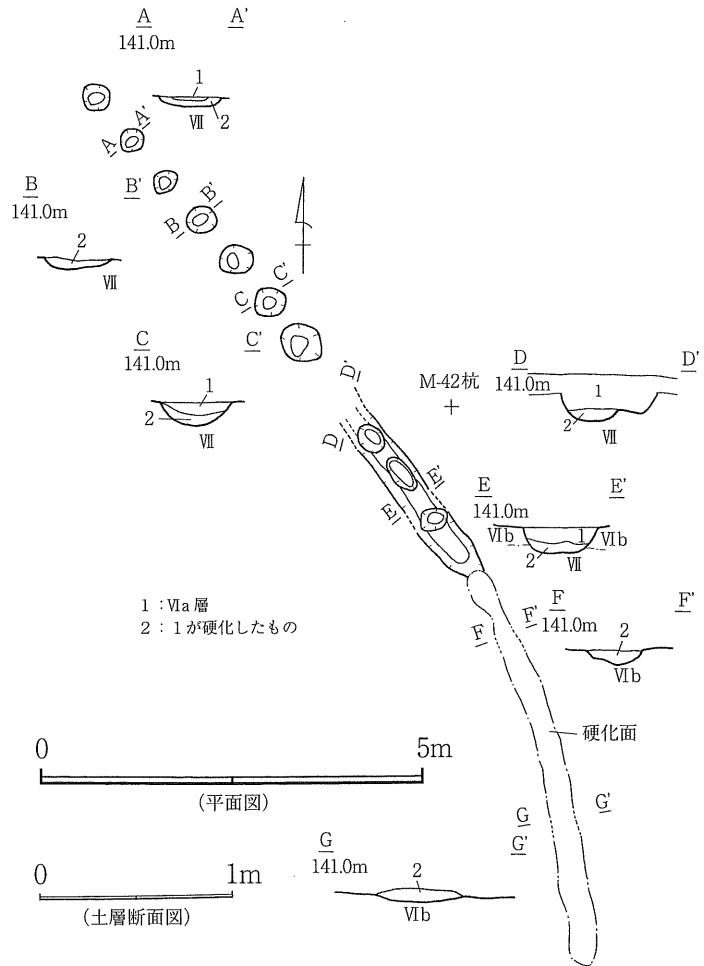 A A'
141.0m
1
2
Ⅶ
A A'
B
141.0m
B'
2
Ⅶ
B B'
C
141.0m
C'
1
2
Ⅶ
C C'
D'
D
M-42杭
D
141.0m
D'
1
2
Ⅶ
E'
E
E
141.0m
E'
Ⅵb
1
Ⅵb
2
Ⅶ
1：Ⅵa層
2：1が硬化したもの
F'
F
F
141.0m
F'
2
Ⅵb
硬化面
0 5m
(平面図)
G
G'
G
141.0m
G'
2
Ⅵb
0 1m
(土層断面図)